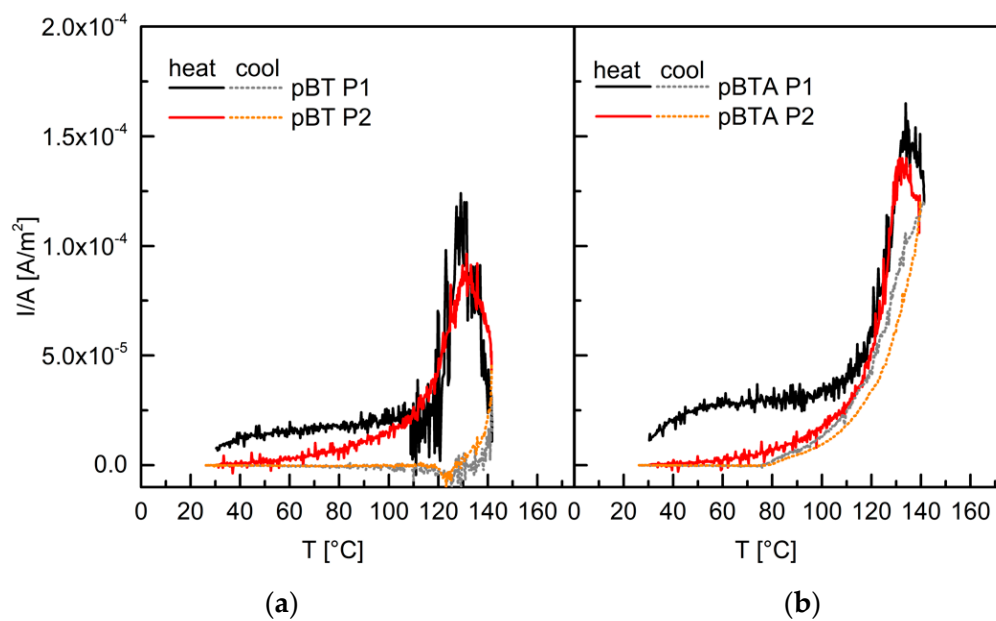 2.0x10⁻⁴
1.5x10⁻⁴
1.0x10⁻⁴
5.0x10⁻⁵
0.0
I/A [A/m²]
heat cool
pBT P1
pBT P2
heat cool
pBTA P1
pBTA P2
0 20 40 60 80 100 120 140 160
0 20 40 60 80 100 120 140 160
T [°C]
T [°C]
(a)
(b)